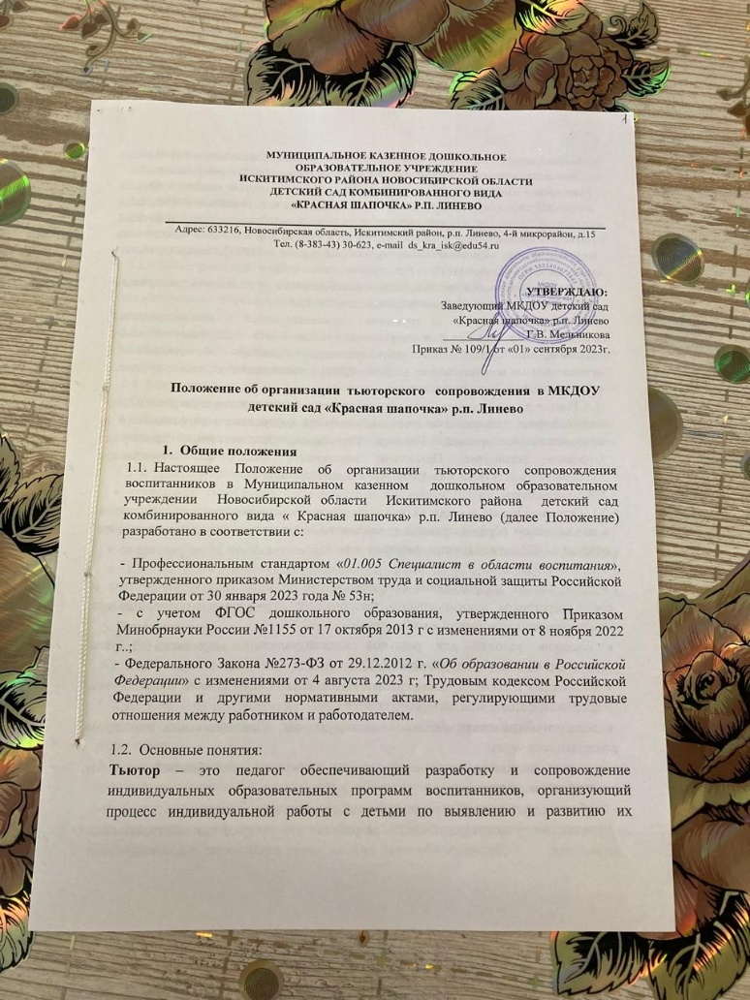 1
МУНИЦИПАЛЬНОЕ КАЗЕННОЕ ДОШКОЛЬНОЕ
ОБРАЗОВАТЕЛЬНОЕ УЧРЕЖДЕНИЕ
ИСКИТИМСКОГО РАЙОНА НОВОСИБИРСКОЙ ОБЛАСТИ
ДЕТСКИЙ САД КОМБИНИРОВАННОГО ВИДА
«КРАСНАЯ ШАПОЧКА» Р.П. ЛИНЕВО
Адрес: 633216, Новосибирская область, Искитимский район, р.п. Линево, 4-й микрорайон, д.15
Тел. (8-383-43) 30-623, e-mail ds_kra_isk@edu54.ru
УТВЕРЖДАЮ:
Заведующий МКДОУ детский сад
«Красная шапочка» р.п. Линево
Г.В. Мельникова
Приказ № 109/1 от «01» сентября 2023г.
Положение об организации тьюторского сопровождения в МКДОУ
детский сад «Красная шапочка» р.п. Линево
1. Общие положения
1.1. Настоящее Положение об организации тьюторского сопровождения
воспитанников в Муниципальном казенном дошкольном образовательном
учреждении Новосибирской области Искитимского района детский сад
комбинированного вида « Красная шапочка» р.п. Линево (далее Положение)
разработано в соответствии с:
- Профессиональным стандартом «01.005 Специалист в области воспитания»,
утвержденного приказом Министерством труда и социальной защиты Российской
Федерации от 30 января 2023 года № 53н;
- с учетом ФГОС дошкольного образования, утвержденного Приказом
Минобрнауки России №1155 от 17 октября 2013 г с изменениями от 8 ноября 2022
г..;
- Федерального Закона №273-ФЗ от 29.12.2012 г. «Об образовании в Российской
Федерации» с изменениями от 4 августа 2023 г; Трудовым кодексом Российской
Федерации и другими нормативными актами, регулирующими трудовые
отношения между работником и работодателем.
1.2. Основные понятия:
Тьютор – это педагог обеспечивающий разработку и сопровождение
индивидуальных образовательных программ воспитанников, организующий
процесс индивидуальной работы с детьми по выявлению и развитию их